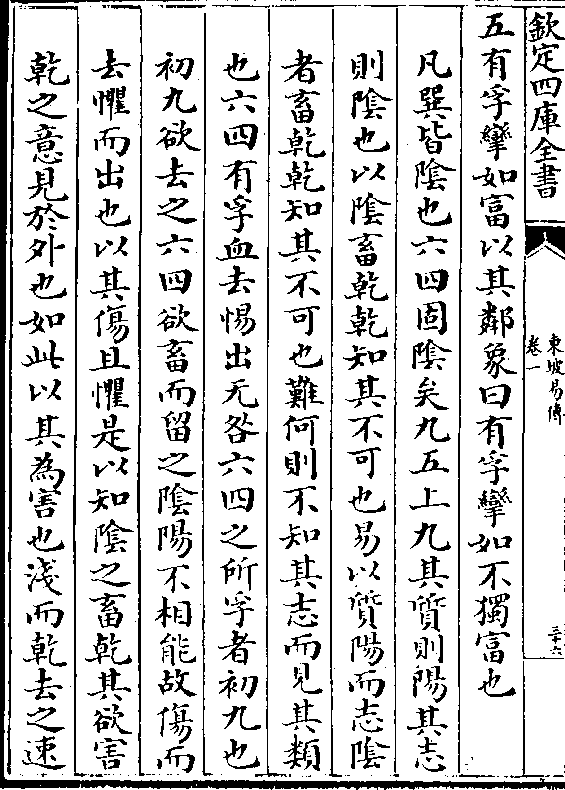 欽定四庫全書
東坡易傳
卷一
三十六
五有孚攣如富以其鄰象曰有孚攣如不獨富也
凡巽皆陰也六四固陰矣九五上九其質則陽其志
則陰也以陰畜乾乾知其不可也易以質陽而志陰
者畜乾乾知其不可也難何則不知其志而見其類
也六四有孚血去惕出无咎六四之所孚者初九也
初九欲去之六四欲畜而留之陰陽不相能故傷而
去懼而出也以其傷且懼是以知陰之畜乾其欲害
乾之意見於外也如此以其為害也淺而乾去之速